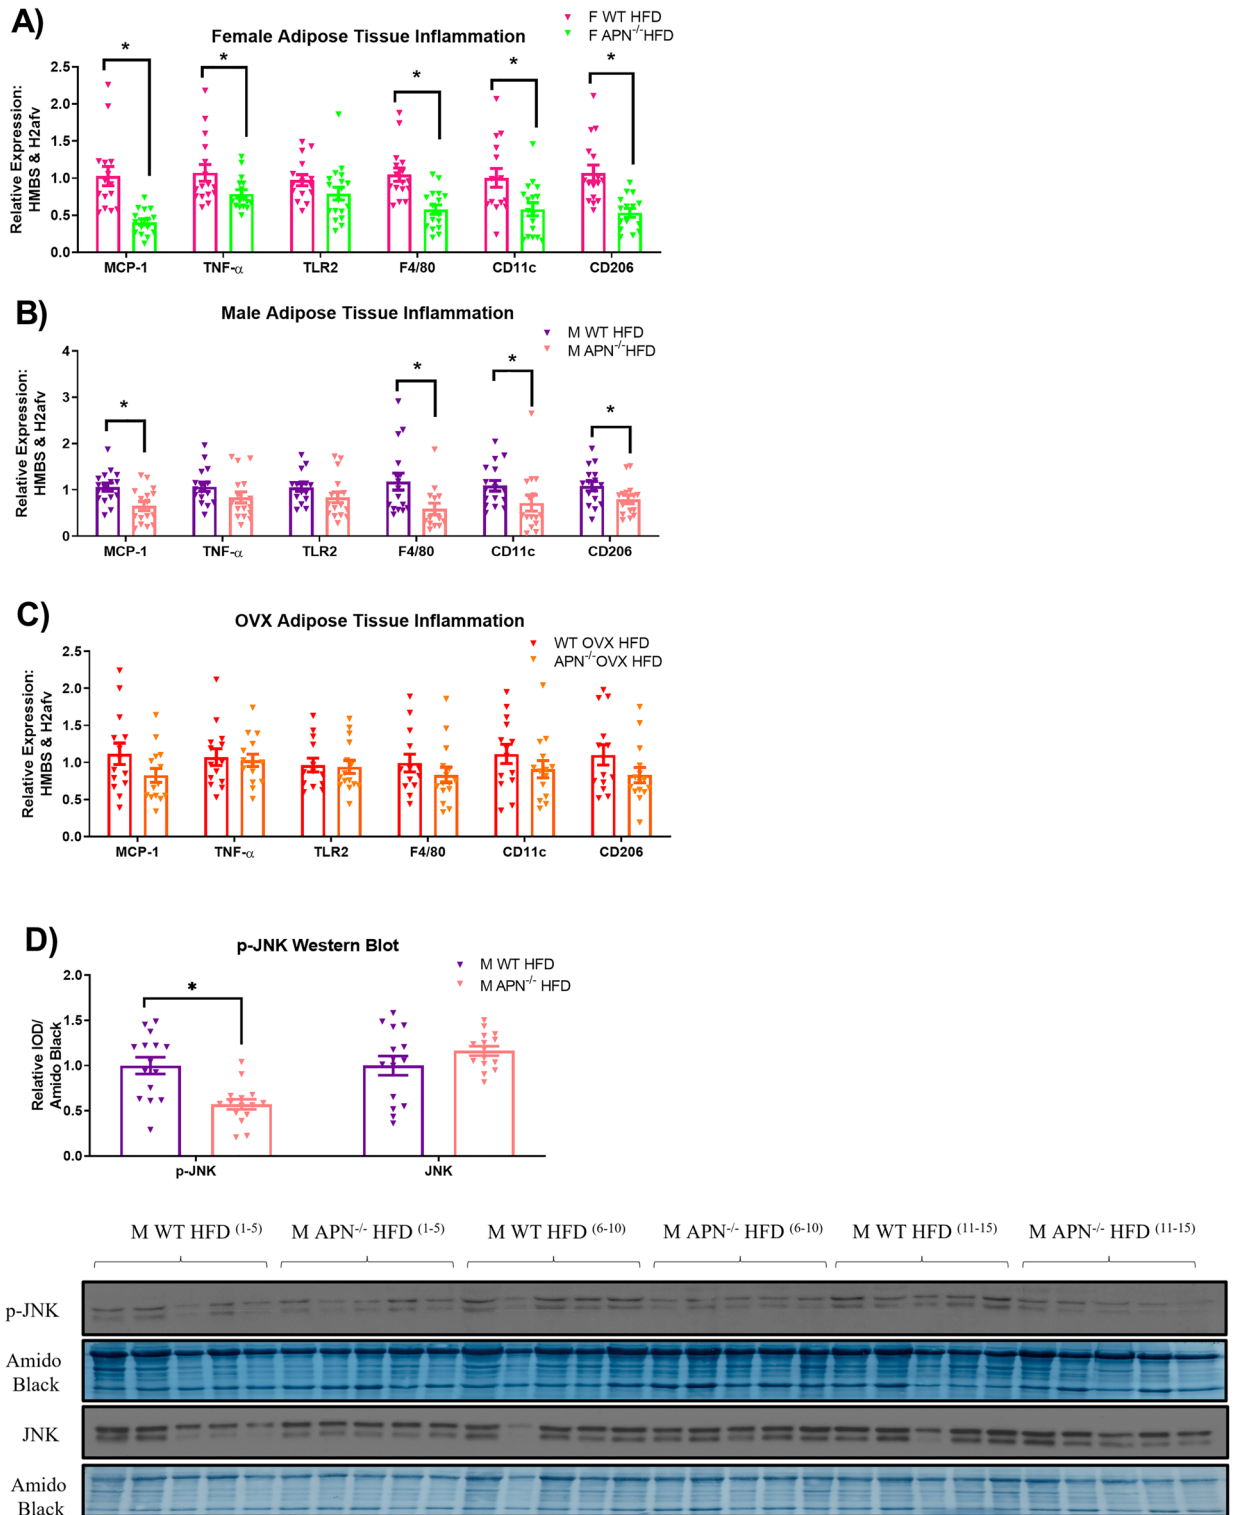 A)
Female Adipose Tissue Inflammation
F WT HFD
F APN-/-HFD
*
*
*
*
*
Relative Expression:
HMBS & H2afv
2.5
2.0
1.5
1.0
0.5
0.0
MCP-1 TNF-α TLR2 F4/80 CD11c CD206
B)
Male Adipose Tissue Inflammation
M WT HFD
M APN-/-HFD
*
*
*
*
Relative Expression:
HMBS & H2afv
4
3
2
1
0
MCP-1 TNF-α TLR2 F4/80 CD11c CD206
C)
OVX Adipose Tissue Inflammation
WT OVX HFD
APN-/-OVX HFD
Relative Expression:
HMBS & H2afv
2.5
2.0
1.5
1.0
0.5
0.0
MCP-1 TNF-α TLR2 F4/80 CD11c CD206
D)
p-JNK Western Blot
M WT HFD
M APN-/- HFD
*
Relative IOD/
Amido Black
2.0
1.5
1.0
0.5
0.0
p-JNK JNK
M WT HFD (1-5) M APN-/- HFD (1-5) M WT HFD (6-10) M APN-/- HFD (6-10) M WT HFD (11-15) M APN-/- HFD (11-15)
p-JNK
Amido
Black
JNK
Amido
Black